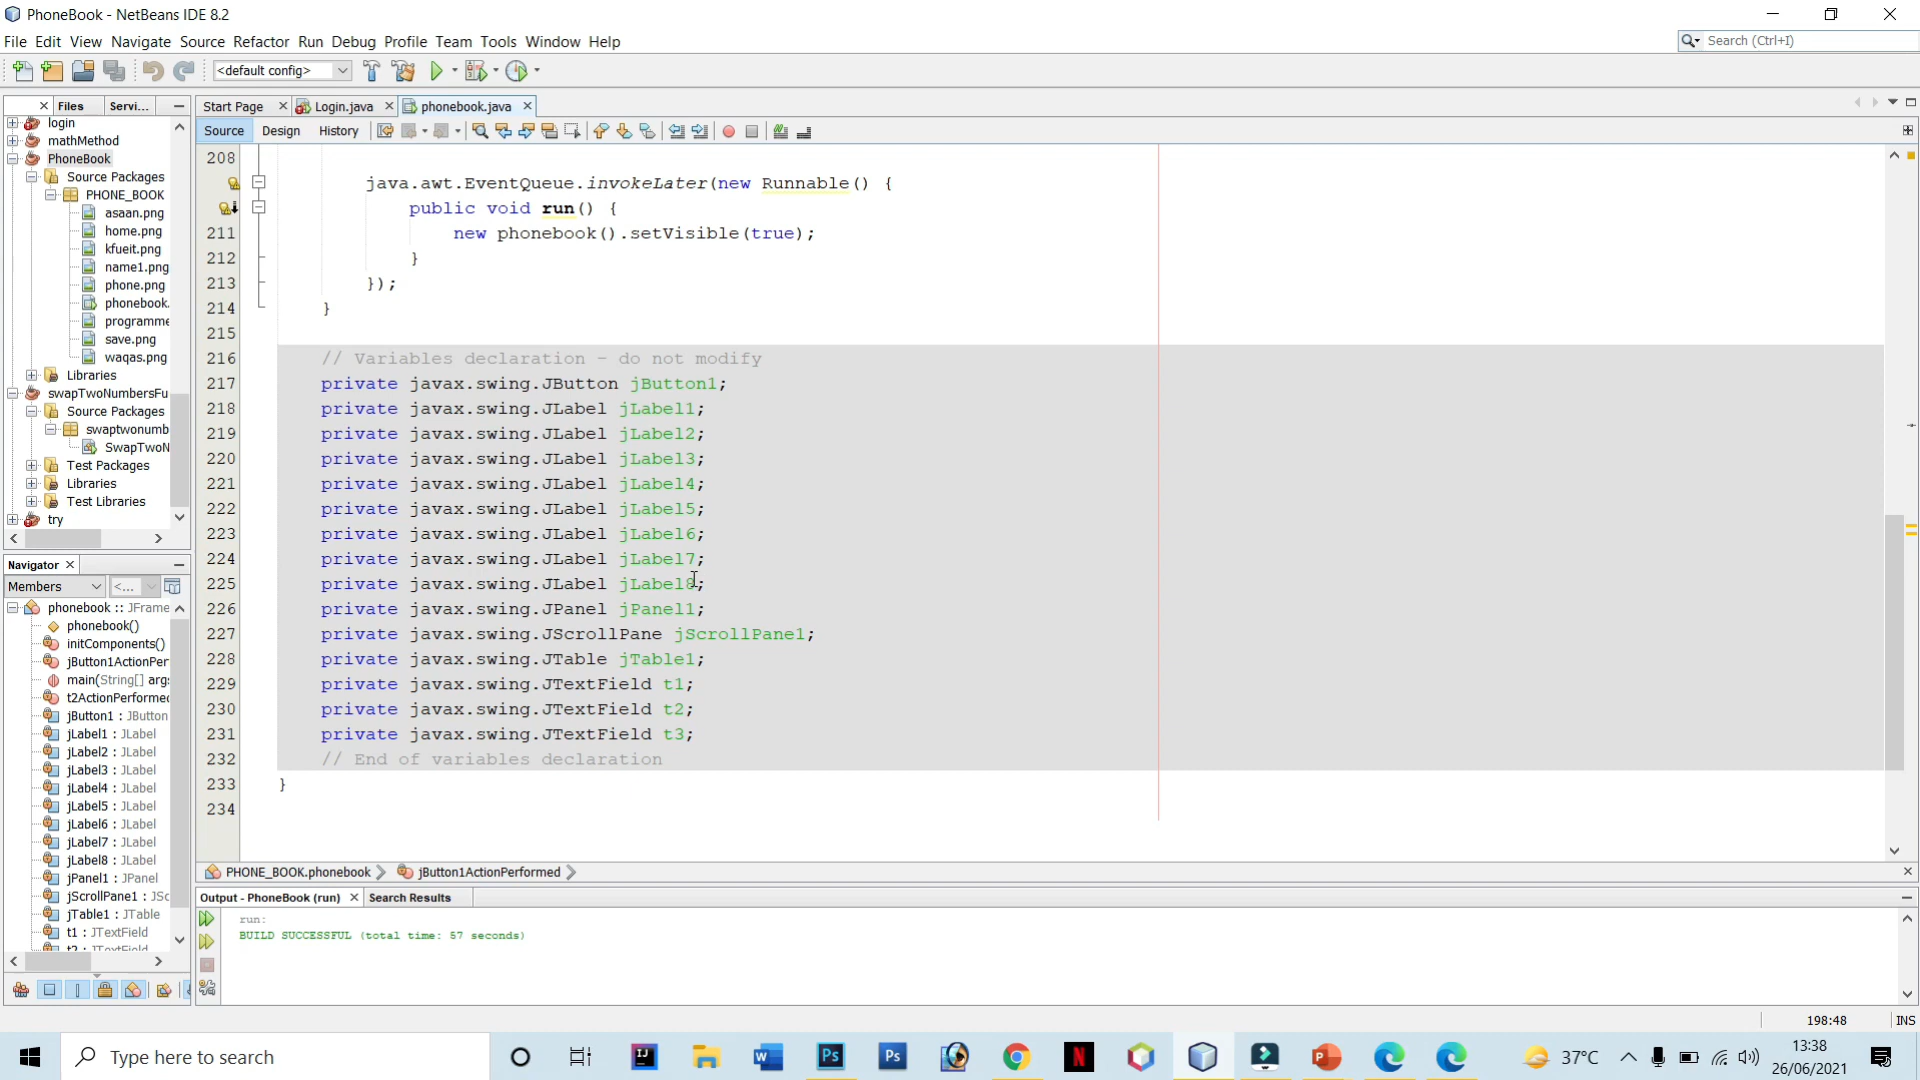 PhoneBook - NetBeans IDE 8.2
File Edit View Navigate Source Refactor Run Debug Profile Team Tools Window Help
Search (Ctrl+I)
<default config>
Files Servi...
Start Page Login.java phonebook.java
Source Design History
login
mathMethod
PhoneBook
Source Packages
PHONE_BOOK
asaan.png
home.png
kfueit.png
name1.png
phone.png
phonebook.
programme
save.png
waqas.png
Libraries
swapTwoNumbersFu
Source Packages
swaptwonumb
SwapTwoN
Test Packages
Libraries
Test Libraries
try
Navigator
Members <...
phonebook :: JFrame
phonebook()
initComponents()
jButton1ActionPer
main(String[] args
t2ActionPerformed
jButton1 : JButton
jLabel1 : JLabel
jLabel2 : JLabel
jLabel3 : JLabel
jLabel4 : JLabel
jLabel5 : JLabel
jLabel6 : JLabel
jLabel7 : JLabel
jLabel8 : JLabel
jPanel1 : JPanel
jScrollPane1 : JSc
jTable1 : JTable
t1 : JTextField
t2 : JTextField
208
java.awt.EventQueue.invokeLater(new Runnable() {
public void run() {
211 new phonebook().setVisible(true);
212 }
213 });
214 }
215
216 // Variables declaration - do not modify
217 private javax.swing.JButton jButton1;
218 private javax.swing.JLabel jLabel1;
219 private javax.swing.JLabel jLabel2;
220 private javax.swing.JLabel jLabel3;
221 private javax.swing.JLabel jLabel4;
222 private javax.swing.JLabel jLabel5;
223 private javax.swing.JLabel jLabel6;
224 private javax.swing.JLabel jLabel7;
225 private javax.swing.JLabel jLabel8;
226 private javax.swing.JPanel jPanel1;
227 private javax.swing.JScrollPane jScrollPane1;
228 private javax.swing.JTable jTable1;
229 private javax.swing.JTextField t1;
230 private javax.swing.JTextField t2;
231 private javax.swing.JTextField t3;
232 // End of variables declaration
233 }
234
PHONE_BOOK.phonebook jButton1ActionPerformed
Output - PhoneBook (run) Search Results
run:
BUILD SUCCESSFUL (total time: 57 seconds)
198:48 INS
Type here to search
37°C
13:38
26/06/2021